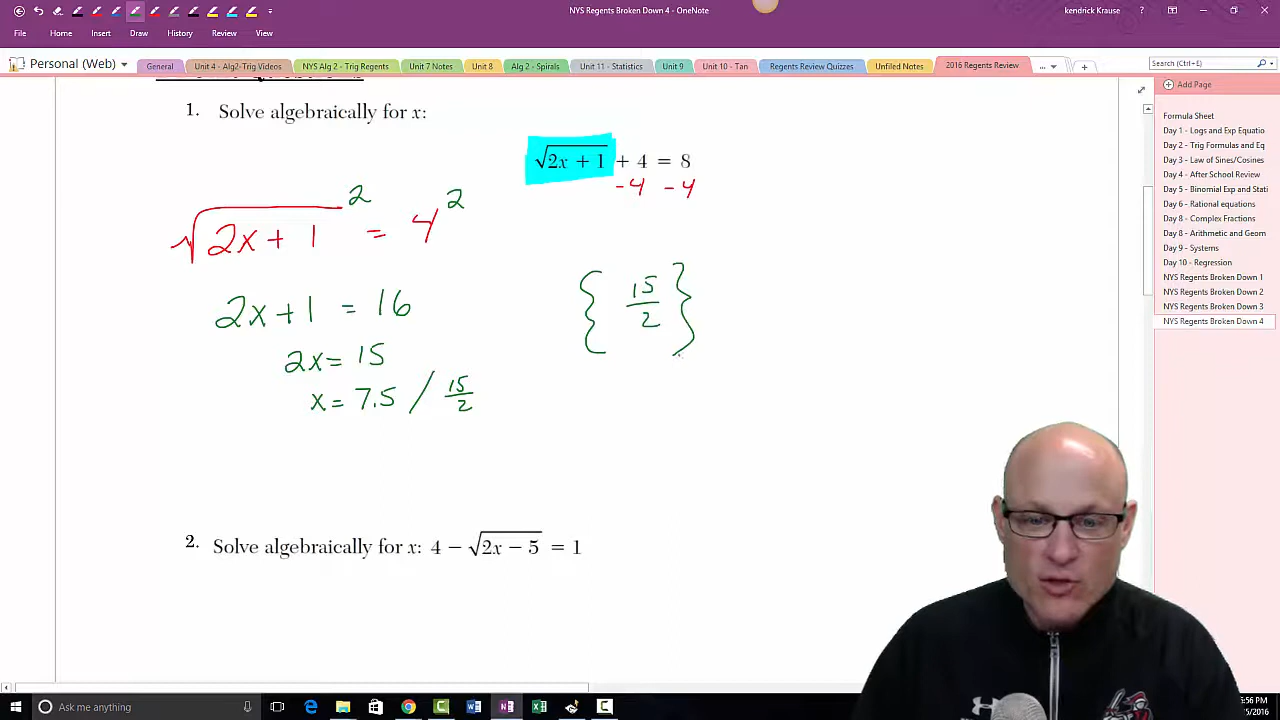 NYS Regents Broken Down 4 - OneNote
kendrick Krause
File Home Insert Draw History Review View
Personal (Web)
General
Unit 4 - Alg2-Trig Videos
NYS Alg 2 - Trig Regents
Unit 7 Notes
Unit 8
Alg 2 - Spirals
Unit 11 - Statistics
Unit 9
Unit 10 - Tan
Regents Review Quizzes
Unfiled Notes
2016 Regents Review
Search (Ctrl+E)
Add Page
Formula Sheet
Day 1 - Logs and Exp Equatio
Day 2 - Trig Formulas and Eq
Day 3 - Law of Sines/Cosines
Day 4 - After School Review
Day 5 - Binomial Exp and Stati
Day 6 - Rational equations
Day 8 - Complex Fractions
Day 8 - Arithmetic and Geom
Day 9 - Systems
Day 10 - Regression
NYS Regents Broken Down 1
NYS Regents Broken Down 2
NYS Regents Broken Down 3
NYS Regents Broken Down 4
1. Solve algebraically for x:
√(2x + 1) + 4 = 8
-4 -4
√(2x+1)² = 4²
2x+1 = 16
2x = 15
x = 7.5 / 15/2
{15/2}
2. Solve algebraically for x: 4 − √(2x − 5) = 1
Ask me anything